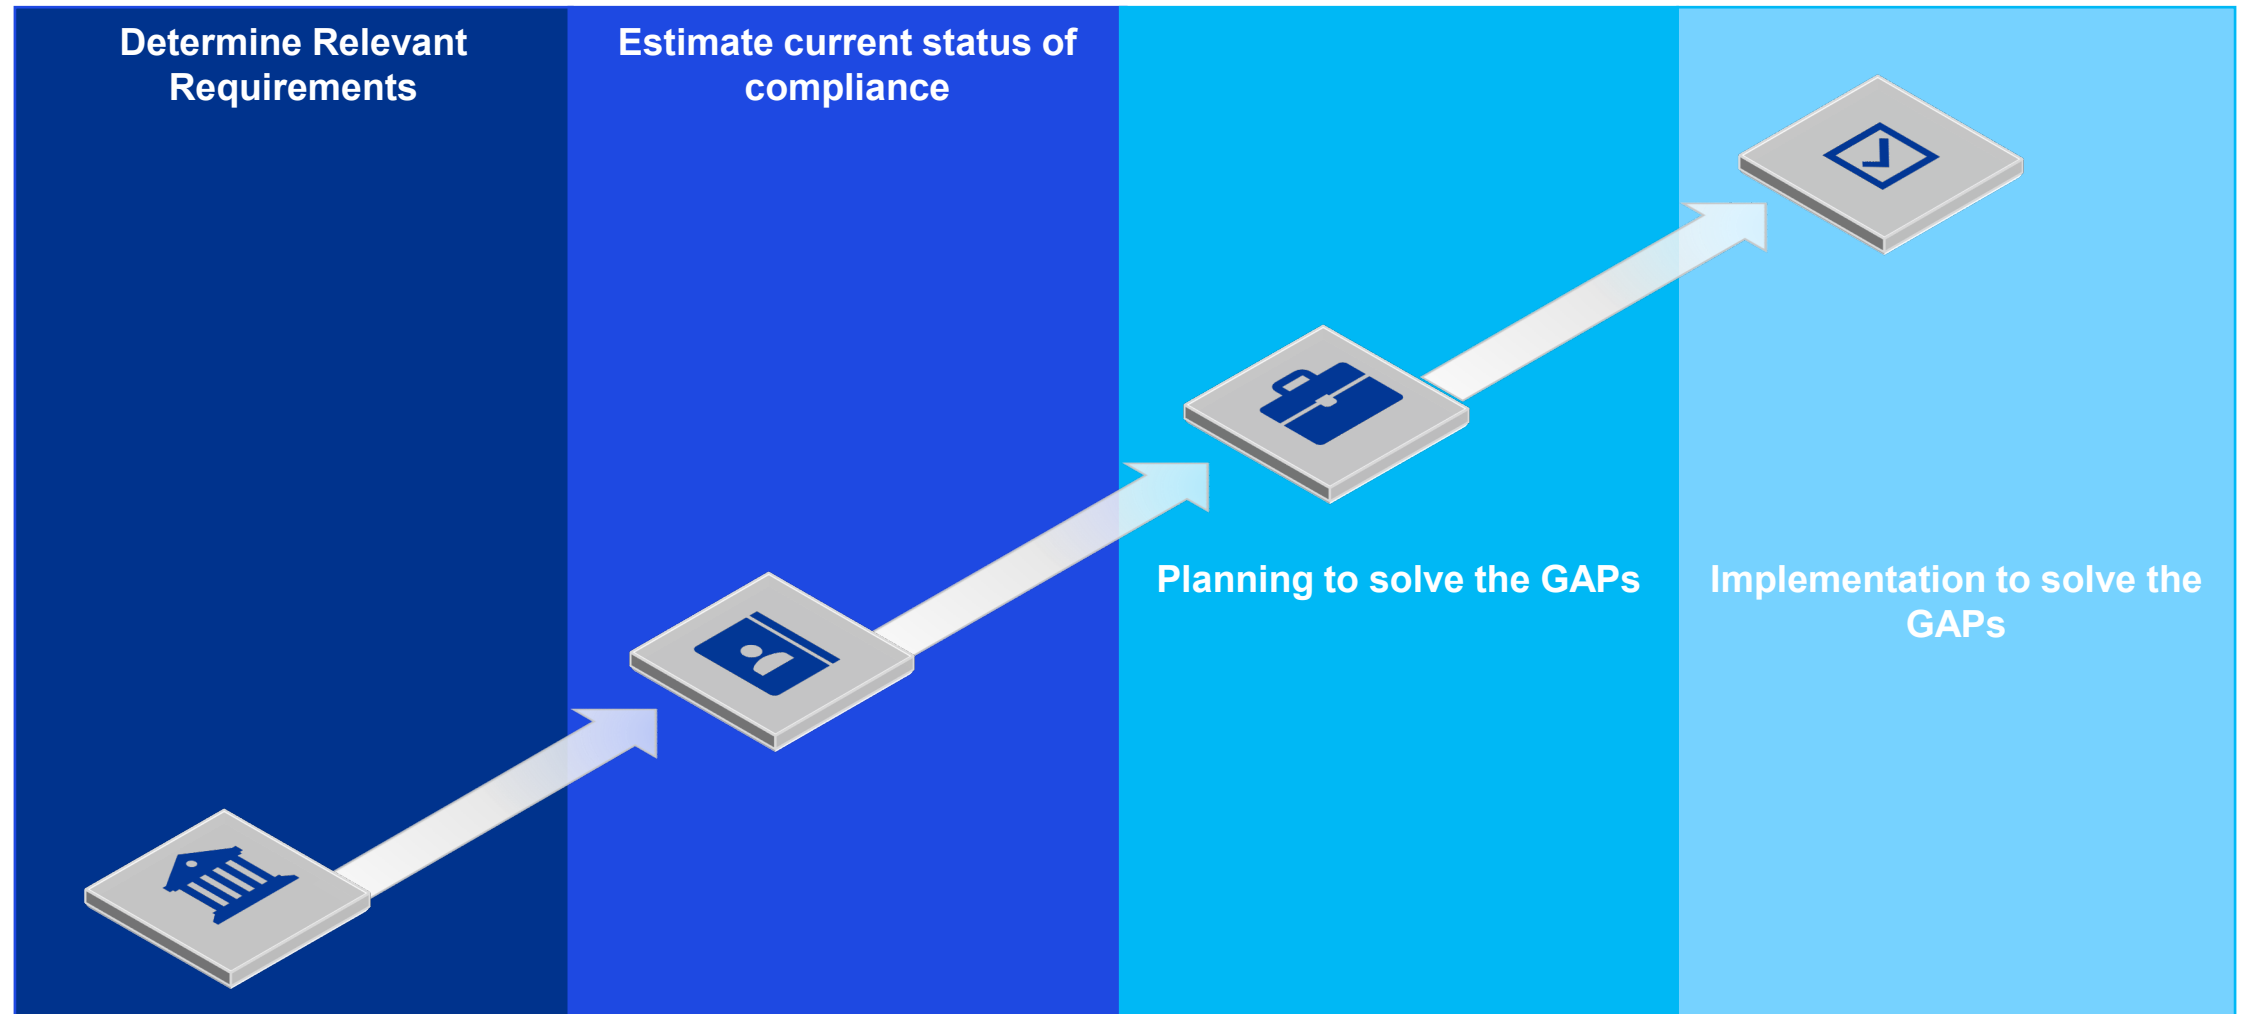 Determine Relevant
Requirements
Estimate current status of
compliance
Planning to solve the GAPs
Implementation to solve the
GAPs